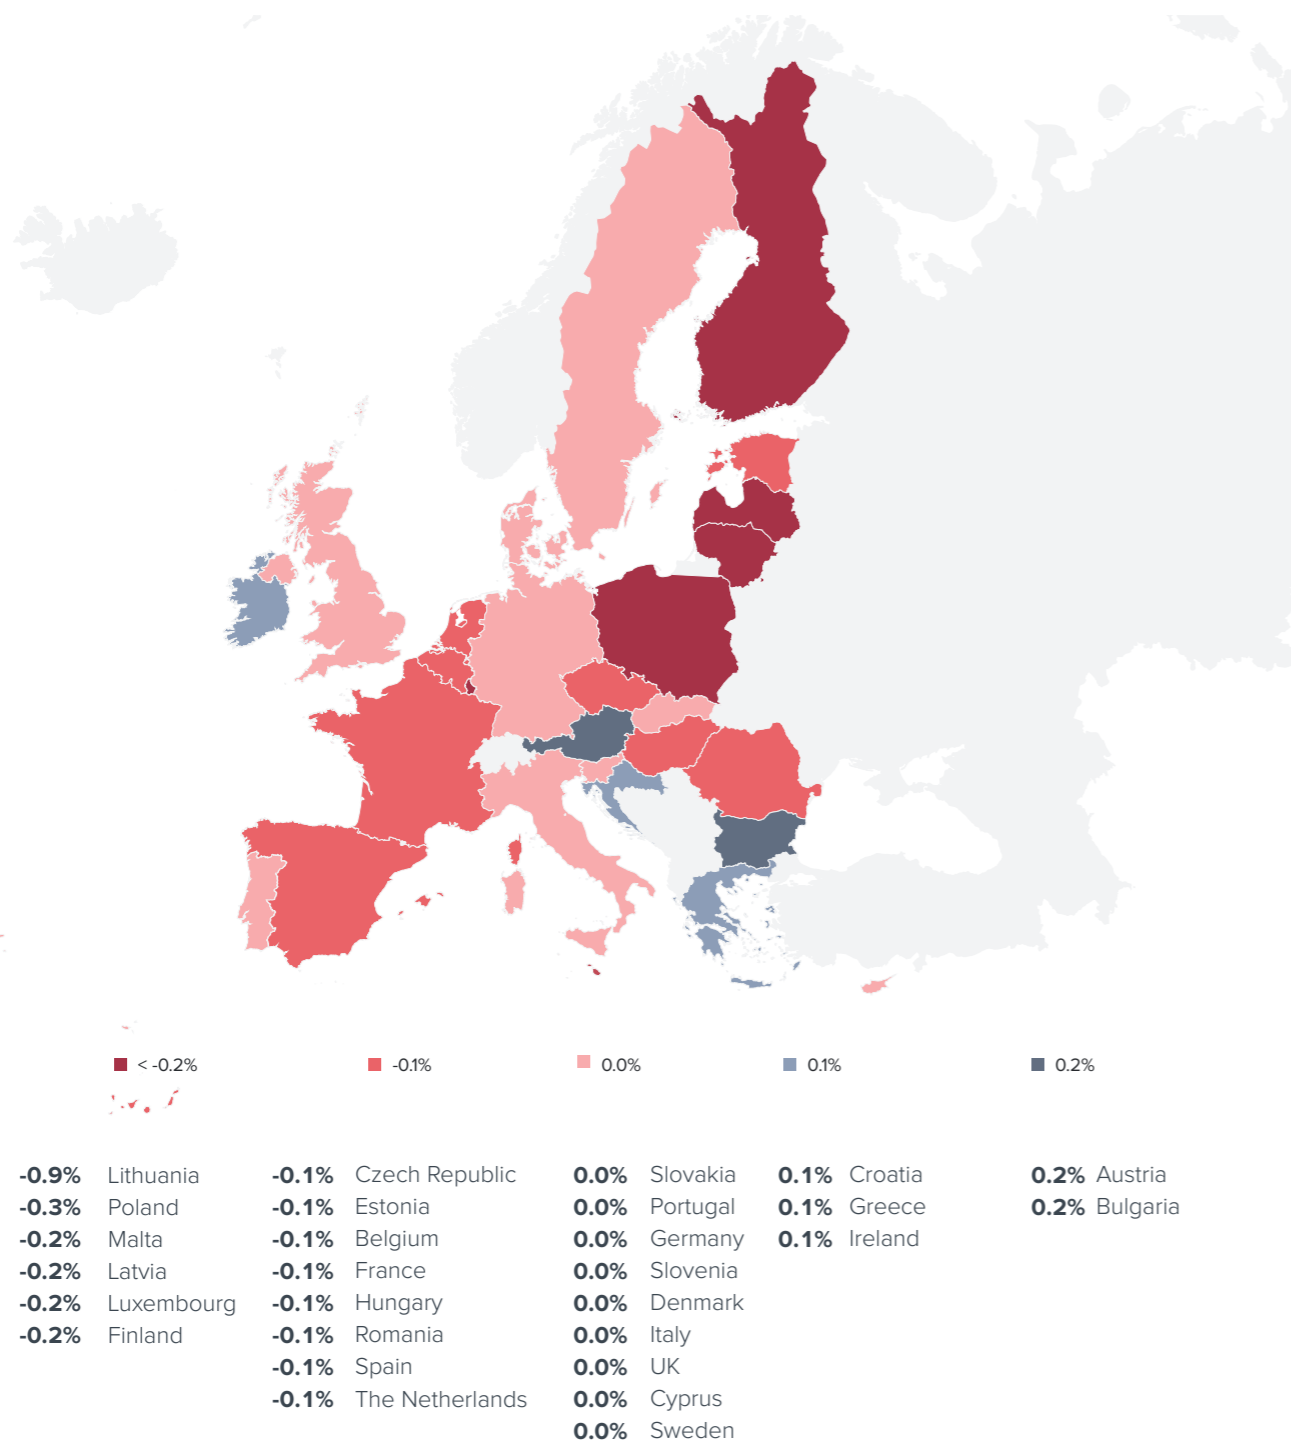 < -0.2% -0.1% 0.0% 0.1% 0.2%
-0.9% Lithuania -0.1% Czech Republic 0.0% Slovakia 0.1% Croatia 0.2% Austria
-0.3% Poland -0.1% Estonia 0.0% Portugal 0.1% Greece 0.2% Bulgaria
-0.2% Malta -0.1% Belgium 0.0% Germany 0.1% Ireland
-0.2% Latvia -0.1% France 0.0% Slovenia
-0.2% Luxembourg -0.1% Hungary 0.0% Denmark
-0.2% Finland -0.1% Romania 0.0% Italy
-0.1% Spain 0.0% UK
-0.1% The Netherlands 0.0% Cyprus
0.0% Sweden